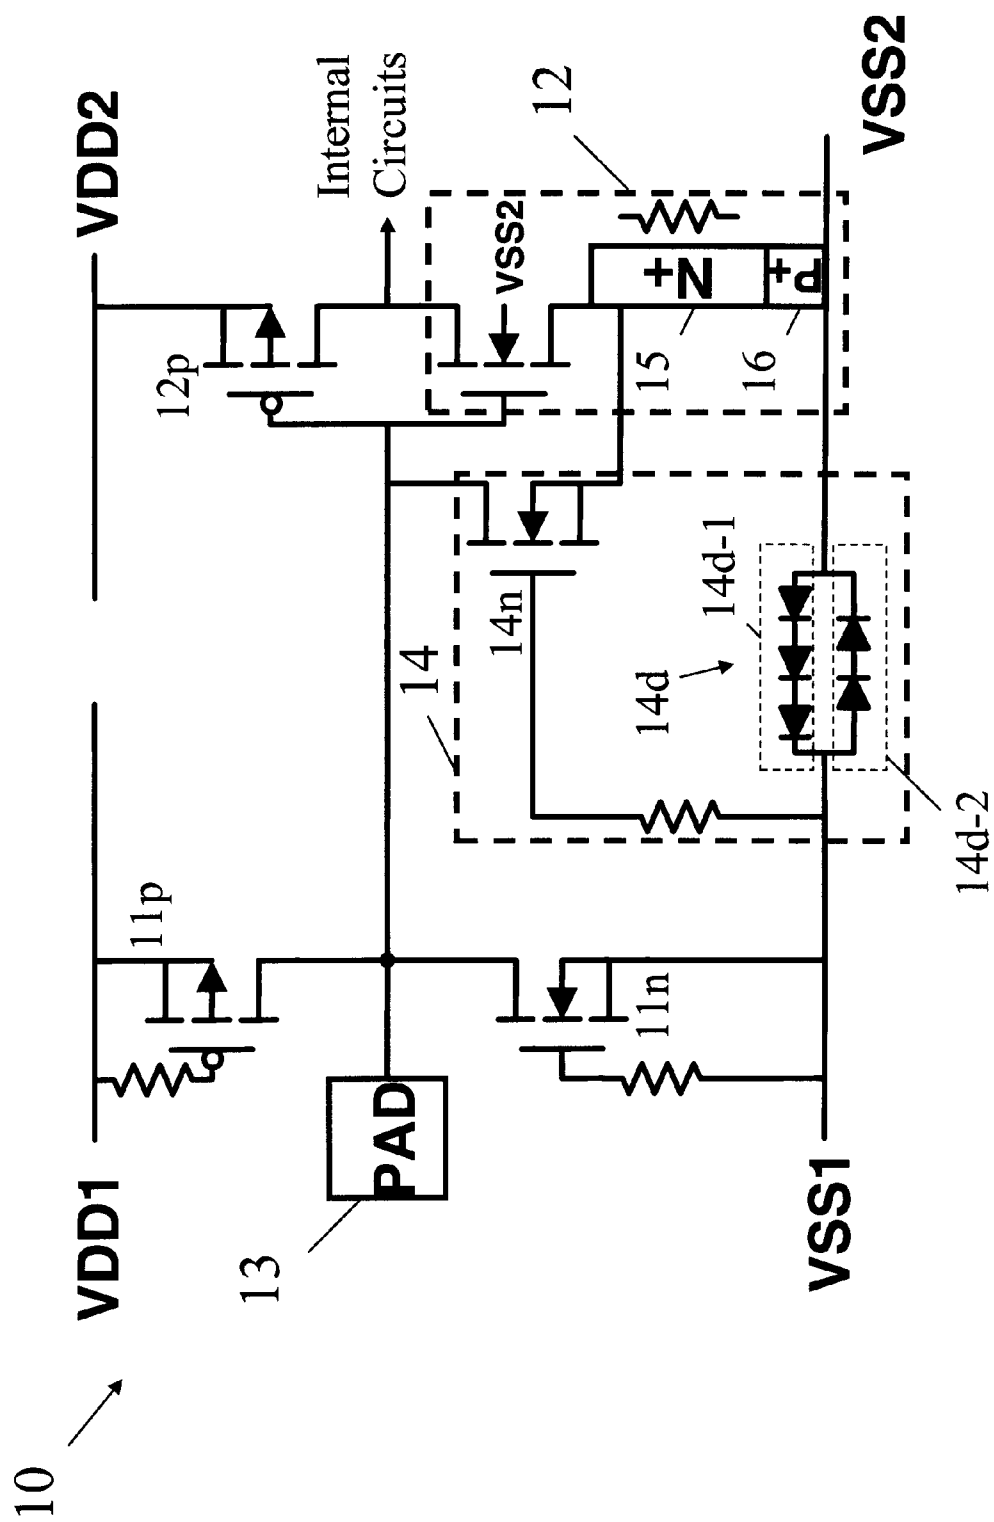 10
VDD1
VDD2
11p
12p
Internal
Circuits
13
PAD
14
12
VSS2
14n
11n
N+
P+
15
16
14d
14d-1
14d-2
VSS1
VSS2